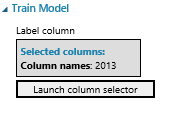 Train Model
Label column
Selected columns:
Column names: 2013
Launch column selector